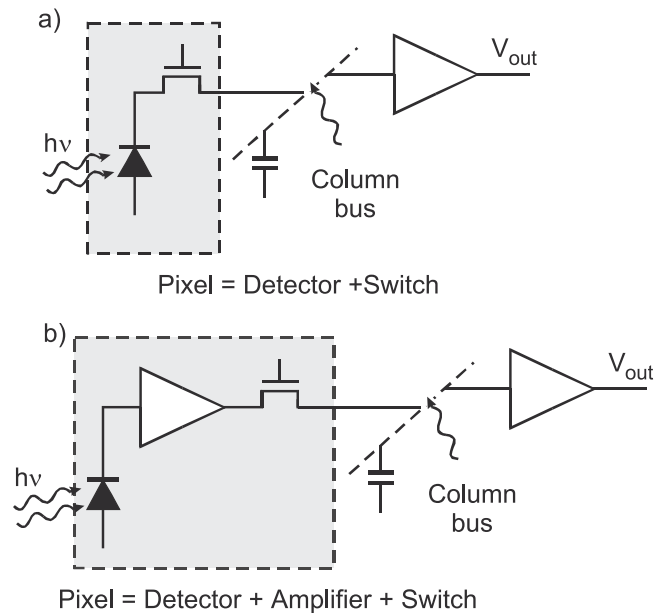 a)
V_out
hν
Column
bus
Pixel = Detector +Switch
b)
V_out
hν
Column
bus
Pixel = Detector + Amplifier + Switch